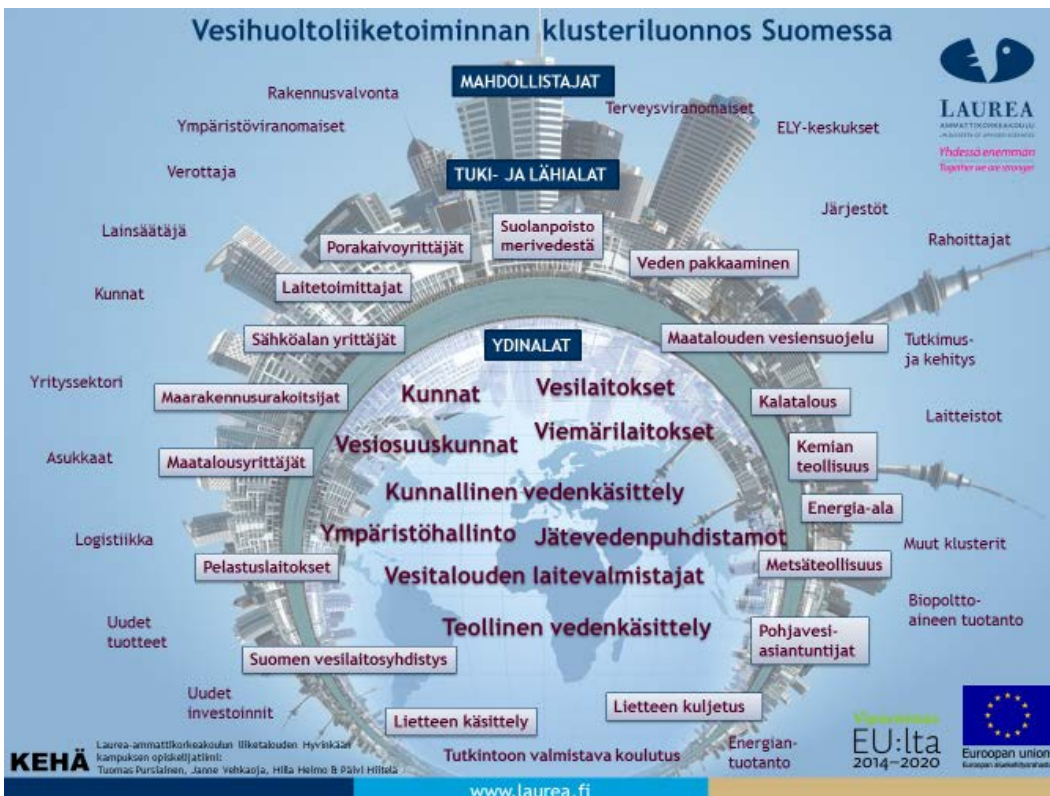 Vesihuoltoliiketoiminnan klusteriluonnos Suomessa
MAHDOLLISTAJAT
Rakennusvalvonta
Terveysviranomaiset
Ympäristöviranomaiset
ELY-keskukset
LAUREA
AMMATTIKORKEAKOULU
Yhdessä enemmän
Together we are stronger
Verottaja
TUKI- JA LÄHIALAT
Järjestöt
Lainsäätäjä
Porakaivoyrittäjät
Suolanpoisto
merivedestä
Veden pakkaaminen
Rahoittajat
Kunnat
Laitetoimittajat
Sähköalan yrittäjät
YDINALAT
Maatalouden vesiensuojelu
Tutkimus-
ja kehitys
Yrityssektori
Maarakennusurakoitsijat
Kunnat
Vesilaitokset
Kalatalous
Laitteistot
Vesiosuuskunnat
Viemärilaitokset
Asukkaat
Maatalousyrittäjät
Kemian
teollisuus
Kunnallinen vedenkäsittely
Energia-ala
Logistiikka
Ympäristöhallinto
Jätevedenpuhdistamot
Muut klusterit
Pelastuslaitokset
Vesitalouden laitevalmistajat
Metsäteollisuus
Uudet
tuotteet
Teollinen vedenkäsittely
Pohjavesi-
asiantuntijat
Biopoltto-
aineen tuotanto
Suomen vesilaitosyhdistys
Uudet
investoinnit
Lietteen käsittely
Lietteen kuljetus
Tutkintoon valmistava koulutus
Energian-
tuotanto
KEHÄ
Laurea-ammattikorkeakoulun liiketalouden Hyvinkään
kampuksen opiskelijatiimi:
Tuomas Pursiainen, Janne Vehkaoja, Hilla Helmo & Päivi Hiltelä
Vipuvoimaa
EU:lta
2014–2020
Euroopan unioni
www.laurea.fi